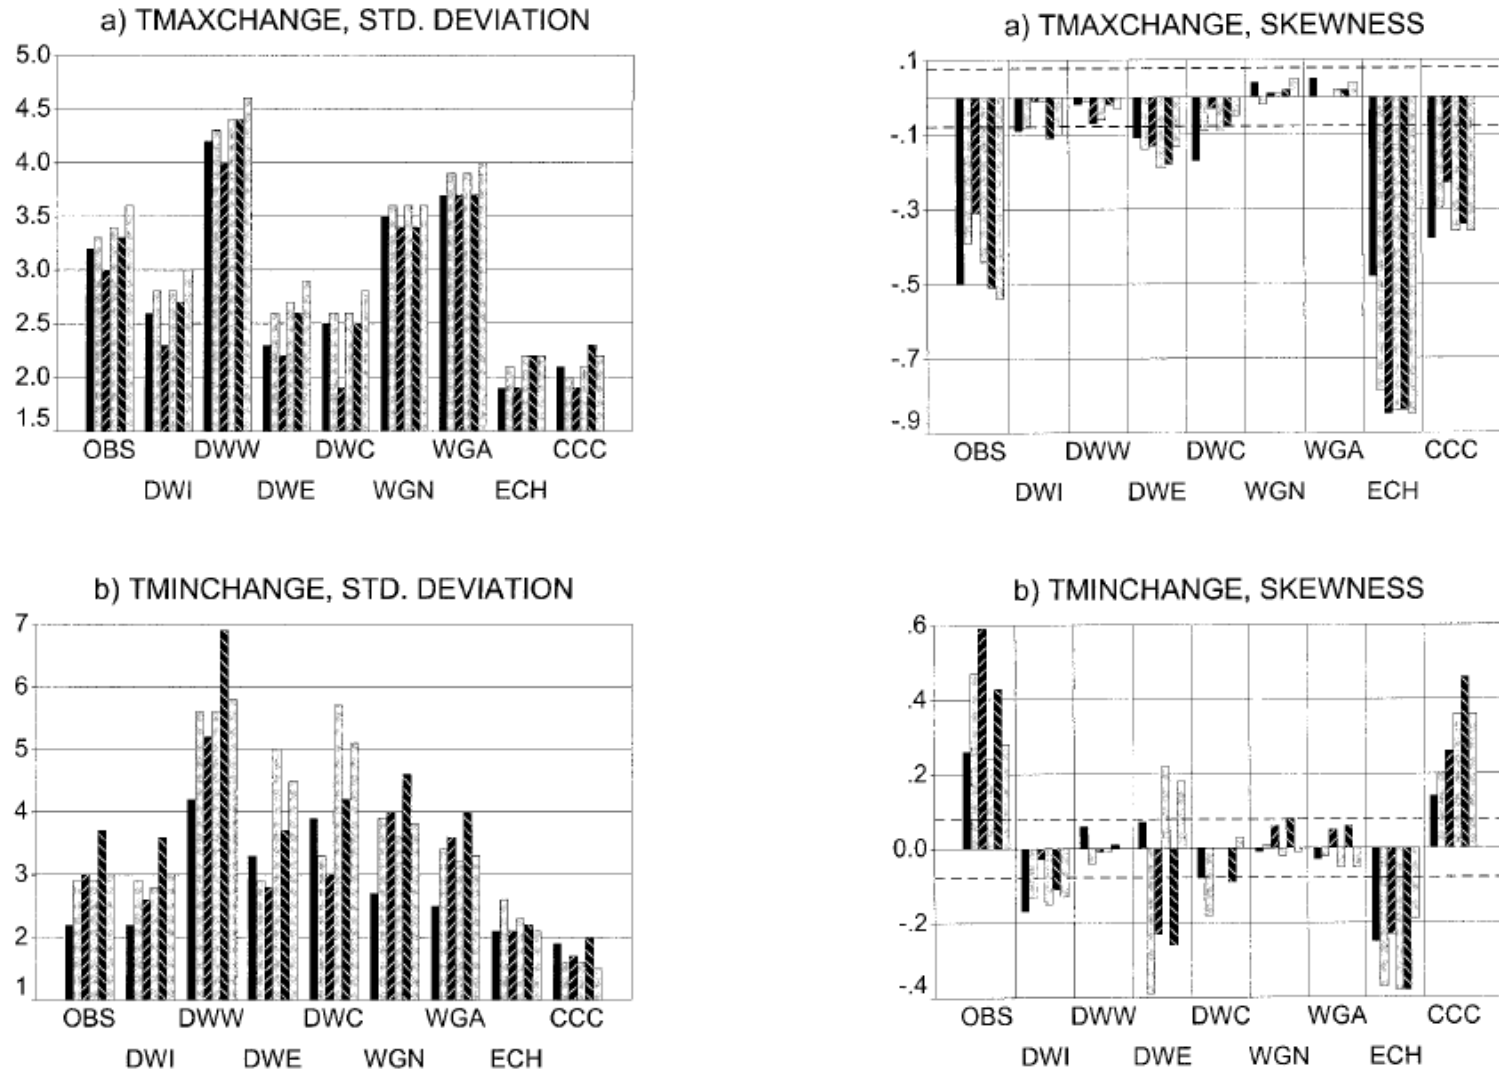 a) TMAXCHANGE, STD. DEVIATION
5.0
4.5
4.0
3.5
3.0
2.5
2.0
1.5
OBS DWW DWC WGA CCC
DWI DWE WGN ECH
a) TMAXCHANGE, SKEWNESS
.1
-.1
-.3
-.5
-.7
-.9
OBS DWW DWC WGA CCC
DWI DWE WGN ECH
b) TMINCHANGE, STD. DEVIATION
7
6
5
4
3
2
1
OBS DWW DWC WGA CCC
DWI DWE WGN ECH
b) TMINCHANGE, SKEWNESS
.6
.4
.2
0.0
-.2
-.4
OBS DWW DWC WGA CCC
DWI DWE WGN ECH